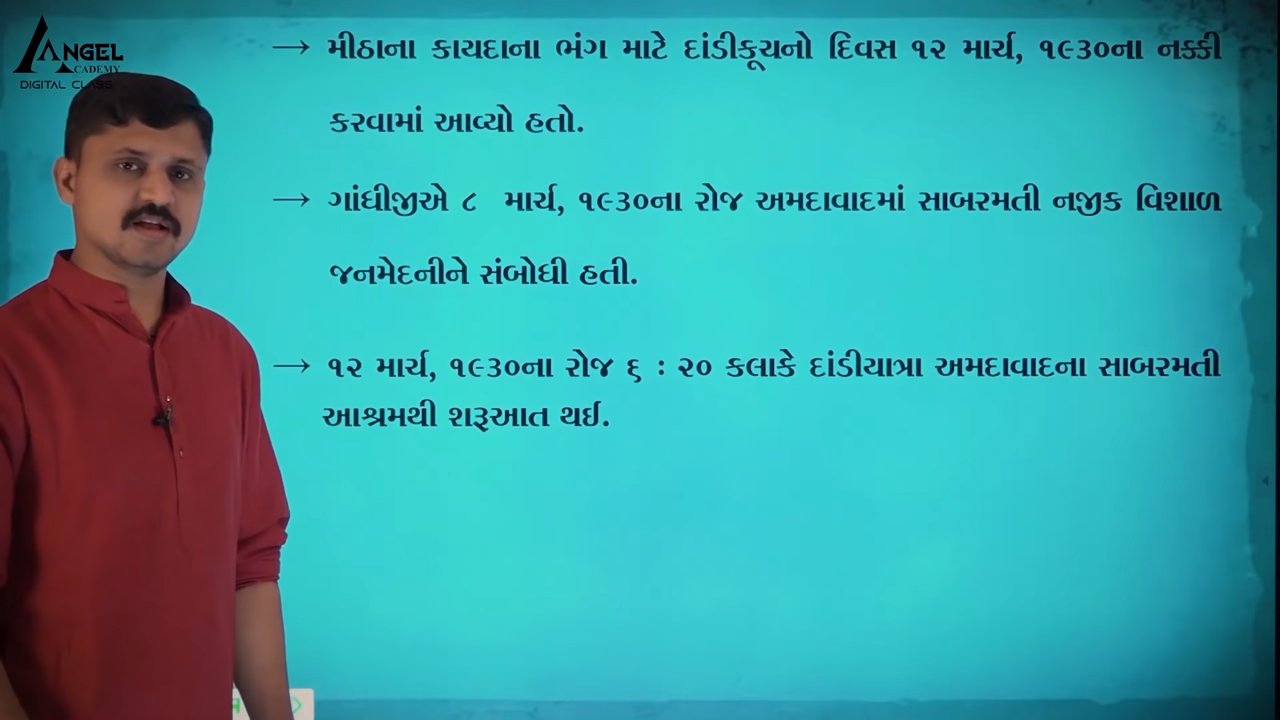 ANGEL
ACADEMY
DIGITAL CLASS
→ મીઠાના કાયદાના ભંગ માટે દાંડીકૂચનો દિવસ ૧૨ માર્ચ, ૧૯૩૦ના નક્કી
કરવામાં આવ્યો હતો.
→ ગાંધીજીએ ૮ માર્ચ, ૧૯૩૦ના રોજ અમદાવાદમાં સાબરમતી નજીક વિશાળ
જનમેદનીને સંબોધી હતી.
→ ૧૨ માર્ચ, ૧૯૩૦ના રોજ ૬ : ૨૦ કલાકે દાંડીયાત્રા અમદાવાદના સાબરમતી
આશ્રમથી શરૂઆત થઈ.